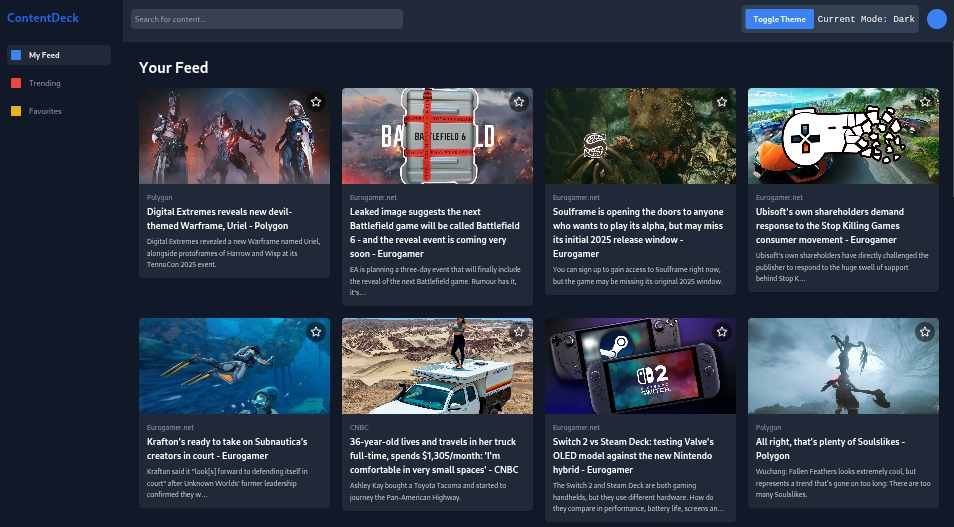 ContentDeck
Search for content...
Toggle Theme
Current Mode: Dark
My Feed
Trending
Favorites
Your Feed
Polygon
Digital Extremes reveals new devil-
themed Warframe, Uriel - Polygon
Digital Extremes revealed a new Warframe named Uriel,
alongside protoframes of Harrow and Wisp at its
TennoCon 2025 event.
BATTLEFIELD 6
Eurogamer.net
Leaked image suggests the next
Battlefield game will be called Battlefield
6 - and the reveal event is coming very
soon - Eurogamer
EA is planning a three-day event that will finally include
the reveal of the next Battlefield game. Rumour has it,
it's...
Eurogamer.net
Soulframe is opening the doors to anyone
who wants to play its alpha, but may miss
its initial 2025 release window -
Eurogamer
You can sign up to gain access to Soulframe right now,
but the game may be missing its original 2025 window.
Eurogamer.net
Ubisoft's own shareholders demand
response to the Stop Killing Games
consumer movement - Eurogamer
Ubisoft's own shareholders have directly challenged the
publisher to respond to the huge swell of support
behind Stop K...
Eurogamer.net
Krafton's ready to take on Subnautica's
creators in court - Eurogamer
Krafton said it "look[s] forward to defending itself in
court" after Unknown Worlds' former leadership
confirmed they w...
CNBC
36-year-old lives and travels in her truck
full-time, spends $1,305/month: 'I'm
comfortable in very small spaces' - CNBC
Ashley Kay bought a Toyota Tacoma and started to
journey the Pan-American Highway.
2
SWITCH
Eurogamer.net
Switch 2 vs Steam Deck: testing Valve's
OLED model against the new Nintendo
hybrid - Eurogamer
The Switch 2 and Steam Deck are both gaming
handhelds, but they use different hardware. How do
they compare in performance, battery life, screens an...
Polygon
All right, that's plenty of Soulslikes -
Polygon
Wuchang: Fallen Feathers looks extremely cool, but
represents a trend that's gone on too long: There are too
many Soulslikes.